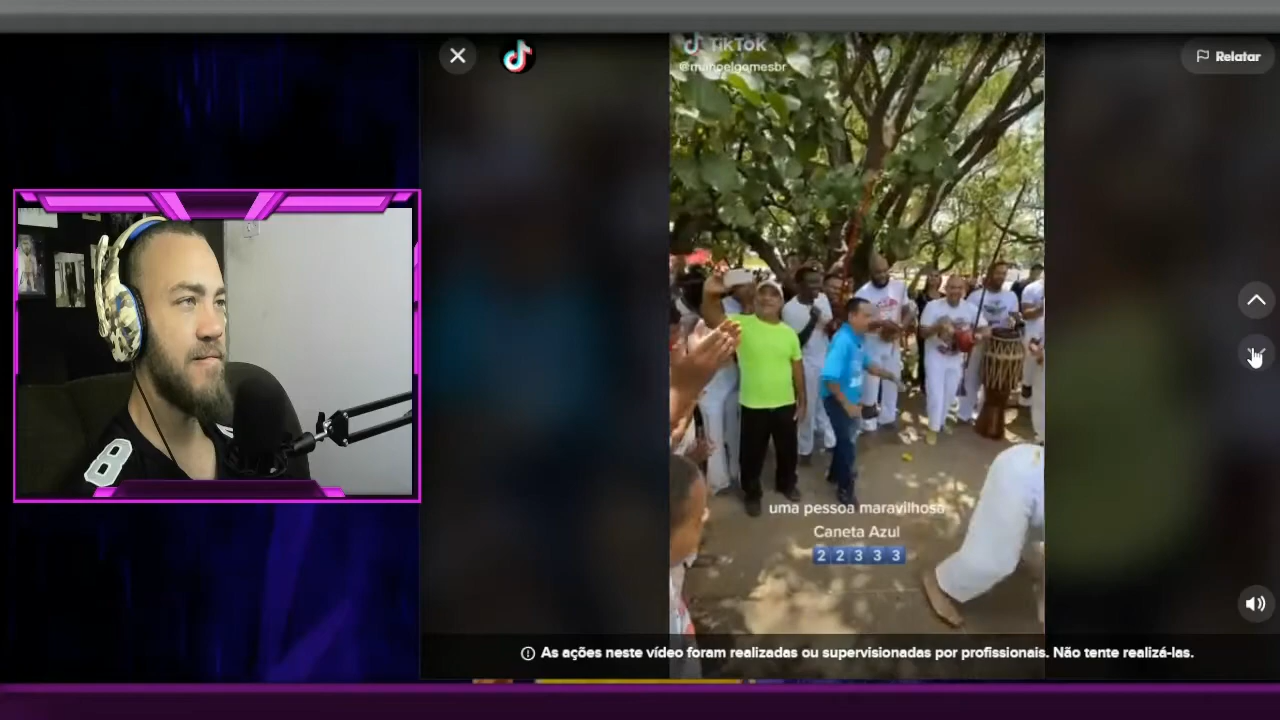 TikTok
@manoelgomesbr
Relatar
8
uma pessoa maravilhosa
Caneta Azul
2 2 3 3 3
As ações neste vídeo foram realizadas ou supervisionadas por profissionais. Não tente realizá-las.